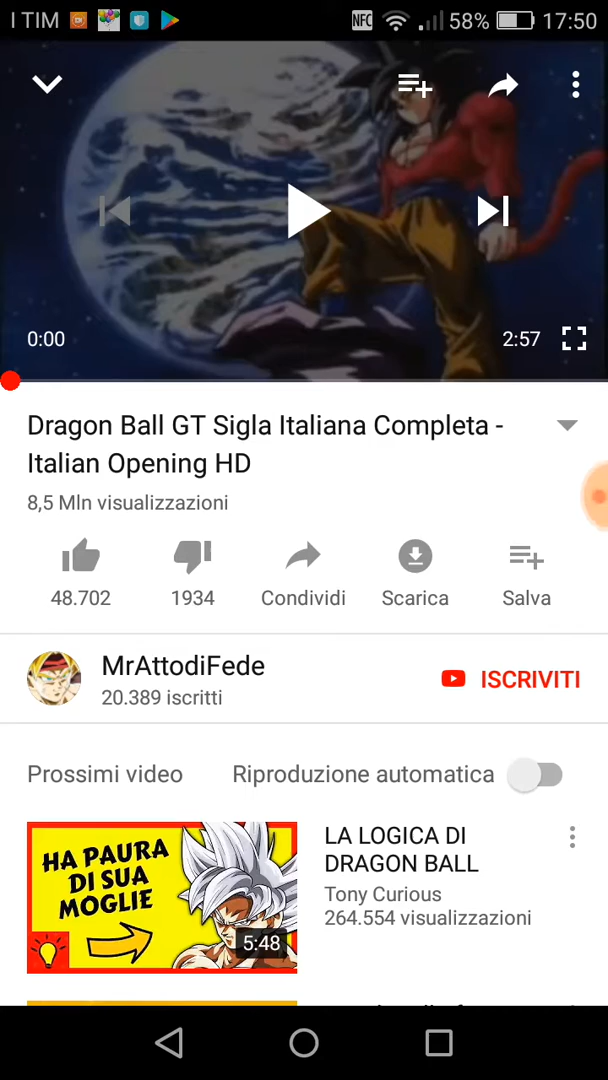 I TIM NFC 58% 17:50
0:00 2:57
Dragon Ball GT Sigla Italiana Completa -
Italian Opening HD
8,5 Mln visualizzazioni
48.702 1934 Condividi Scarica Salva
MrAttodiFede
20.389 iscritti
ISCRIVITI
Prossimi video Riproduzione automatica
HA PAURA
DI SUA
MOGLIE
5:48
LA LOGICA DI
DRAGON BALL
Tony Curious
264.554 visualizzazioni